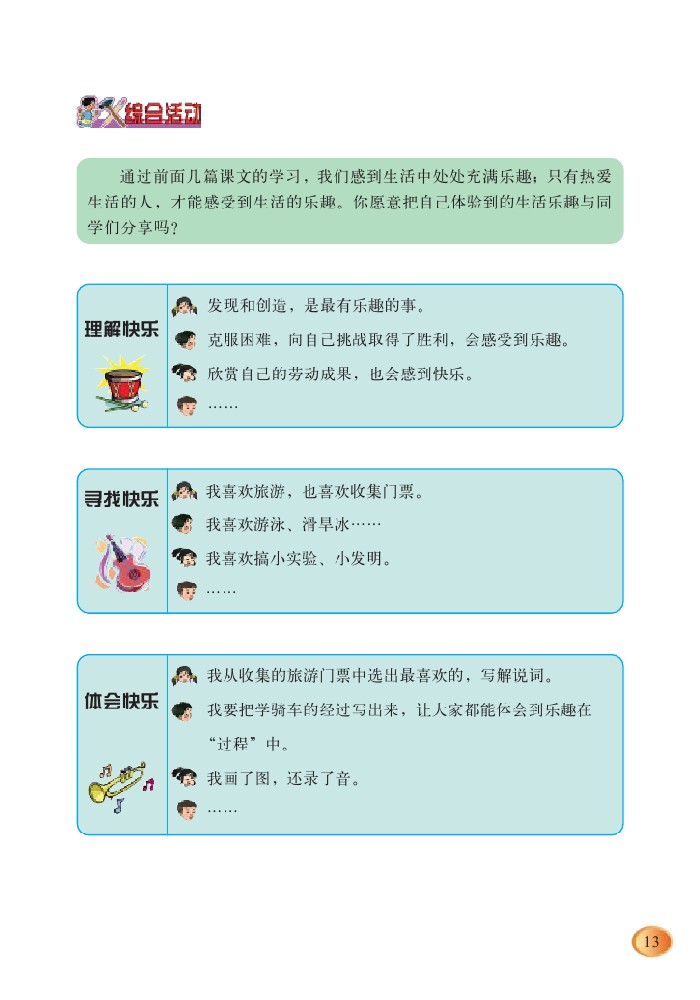 综合活动
通过前面几篇课文的学习，我们感到生活中处处充满乐趣；只有热爱
生活的人，才能感受到生活的乐趣。你愿意把自己体验到的生活乐趣与同
学们分享吗？
理解快乐
发现和创造，是最有乐趣的事。
克服困难，向自己挑战取得了胜利，会感受到乐趣。
欣赏自己的劳动成果，也会感到快乐。
……
寻找快乐
我喜欢旅游，也喜欢收集门票。
我喜欢游泳、滑旱冰……
我喜欢搞小实验、小发明。
……
体会快乐
我从收集的旅游门票中选出最喜欢的，写解说词。
我要把学骑车的经过写出来，让大家都能体会到乐趣在
“过程”中。
我画了图，还录了音。
……
13